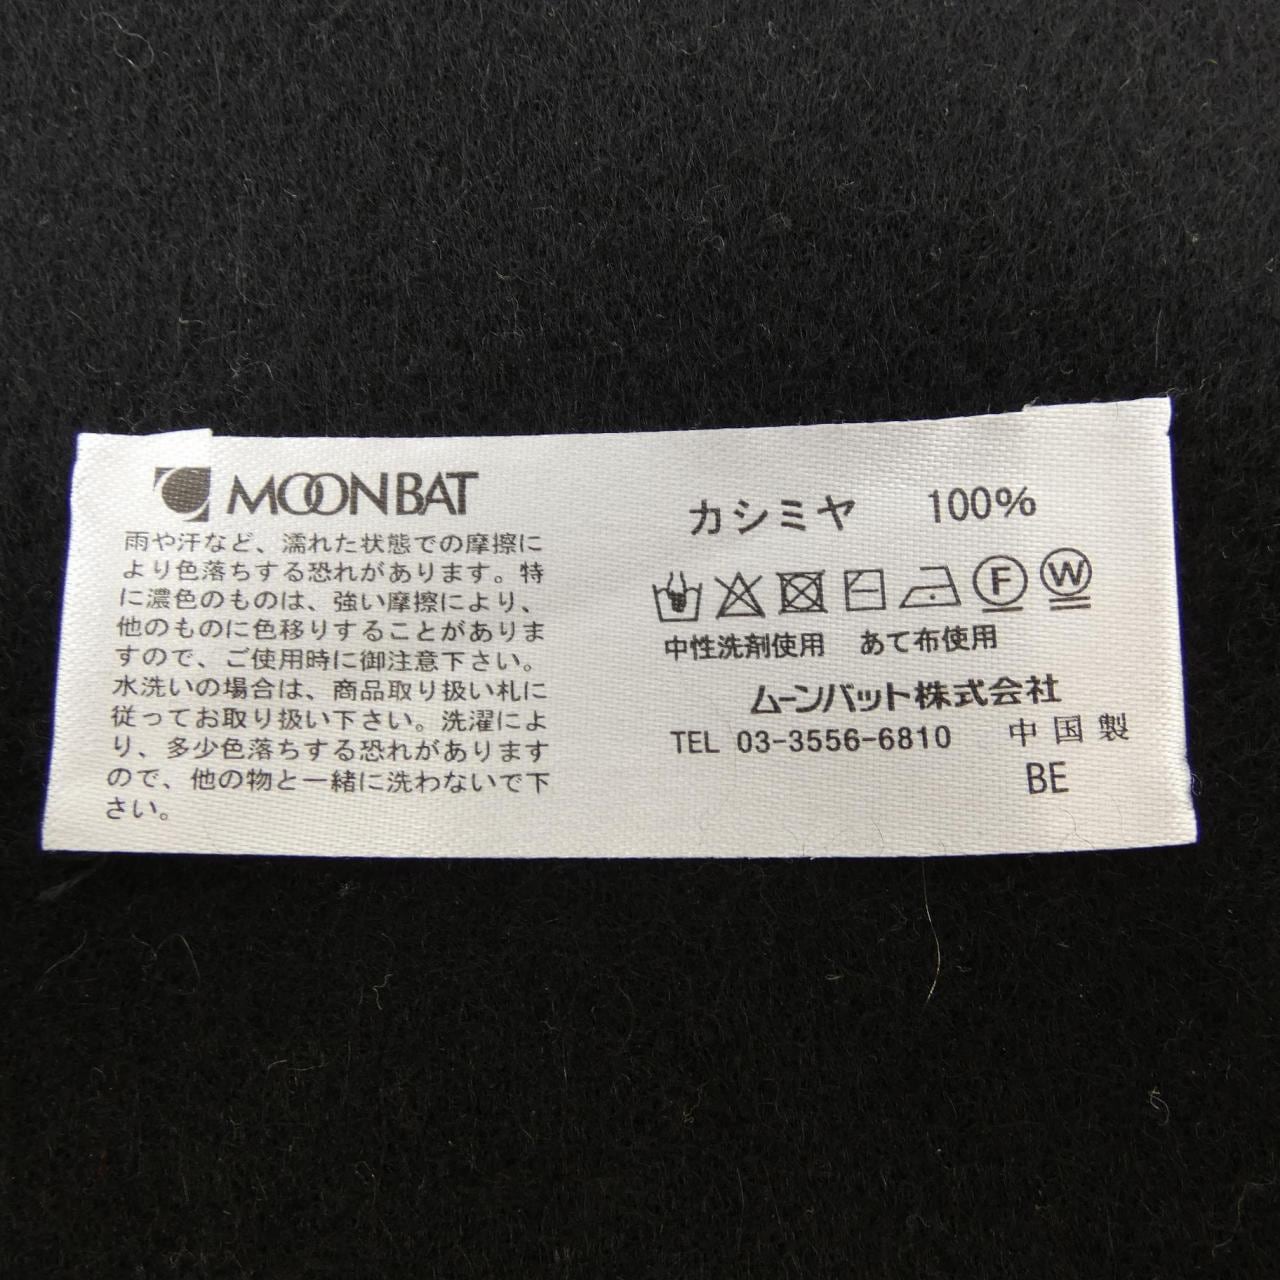 MOONBAT
雨や汗など、濡れた状態での摩擦に
より色落ちする恐れがあります。特
に濃色のものは、強い摩擦により、
他のものに色移りすることがありま
すので、ご使用時に御注意下さい。
水洗いの場合は、商品取り扱い札に
従ってお取り扱い下さい。洗濯によ
り、多少色落ちする恐れがあります
ので、他の物と一緒に洗わないで下
さい。
カシミヤ 100%
F W
中性洗剤使用 あて布使用
ムーンバット株式会社
TEL 03-3556-6810 中国製
BE